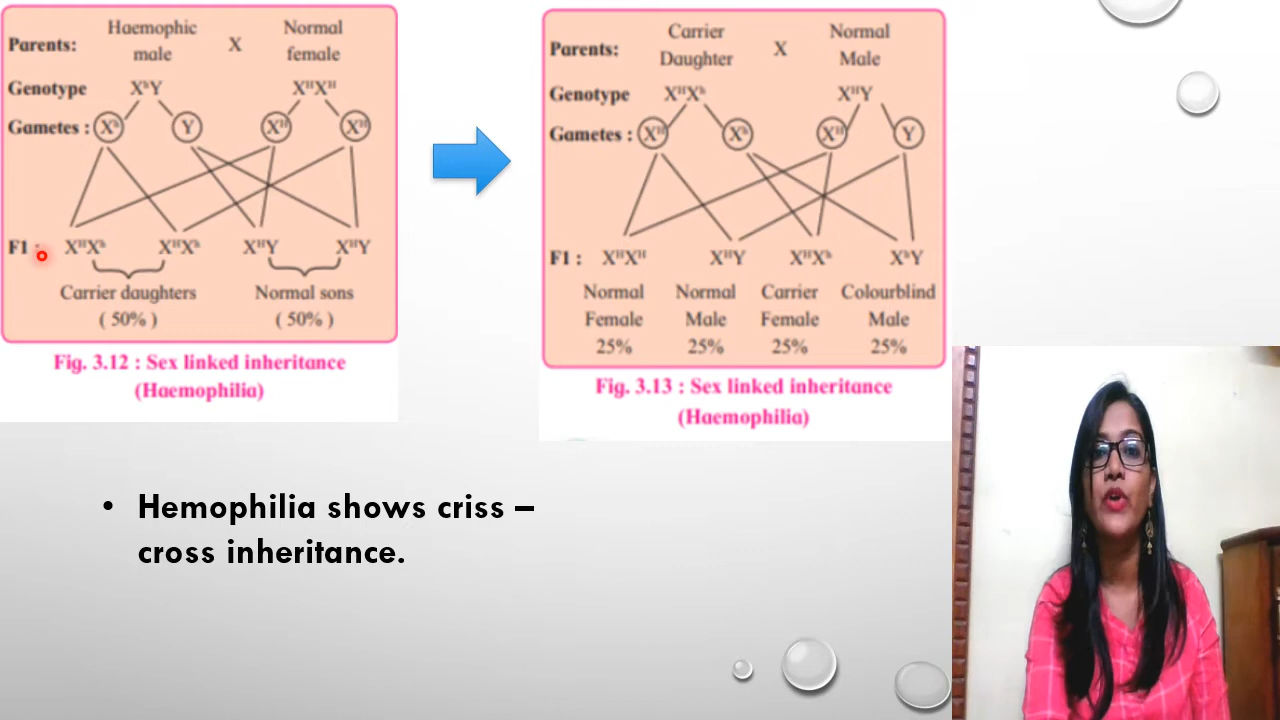 Parents: Haemophic male X Normal female
Genotype XʰY XᴴXᴴ
Gametes : Xʰ Y Xᴴ Xᴴ
F1 : XᴴXʰ XᴴXʰ XᴴY XᴴY
Carrier daughters Normal sons
( 50% ) ( 50% )
Fig. 3.12 : Sex linked inheritance
(Haemophilia)
Parents: Carrier Daughter X Normal Male
Genotype XᴴXʰ XᴴY
Gametes : Xᴴ Xʰ Xᴴ Y
F1 : XᴴXᴴ XᴴY XᴴXʰ XʰY
Normal Normal Carrier Colourblind
Female Male Female Male
25% 25% 25% 25%
Fig. 3.13 : Sex linked inheritance
(Haemophilia)
• Hemophilia shows criss –
cross inheritance.